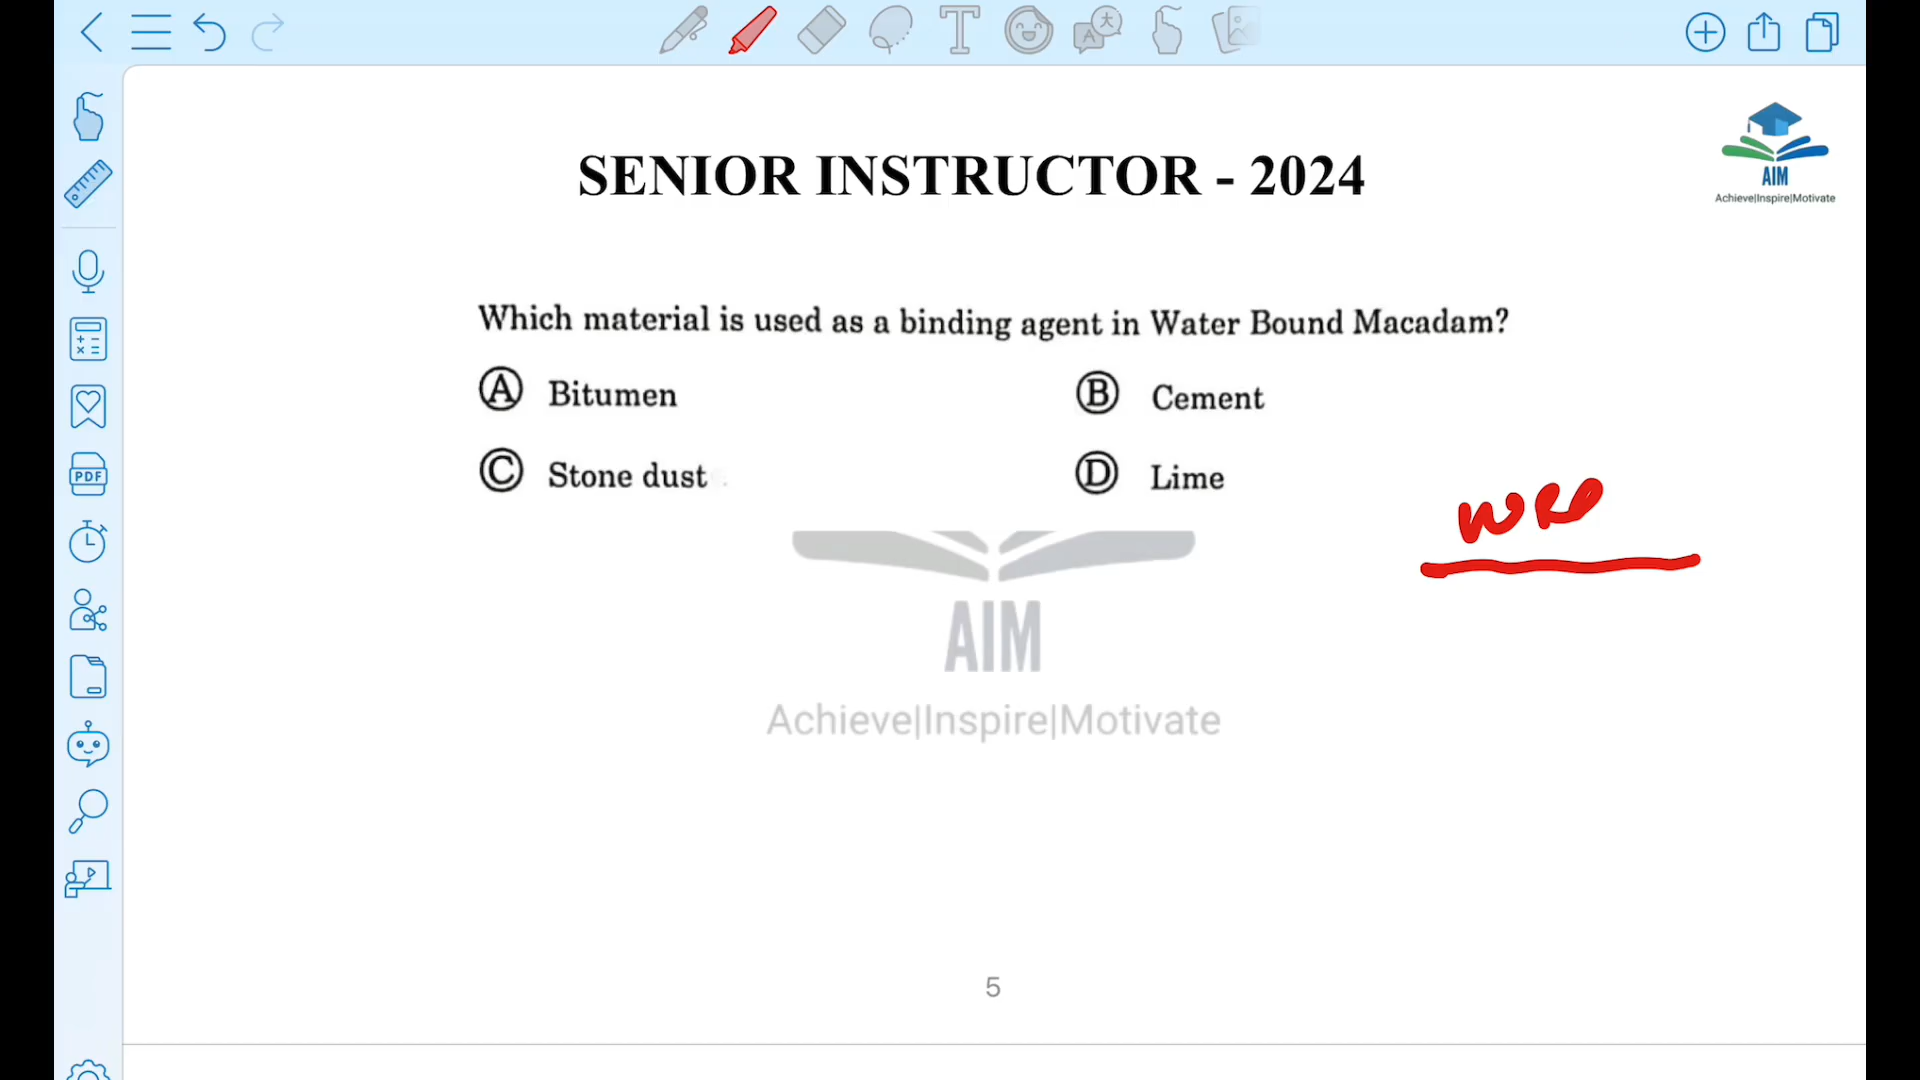 SENIOR INSTRUCTOR - 2024
AIM
Achieve|Inspire|Motivate
Which material is used as a binding agent in Water Bound Macadam?
A Bitumen
B Cement
C Stone dust
D Lime
AIM
Achieve|Inspire|Motivate
5
PDF